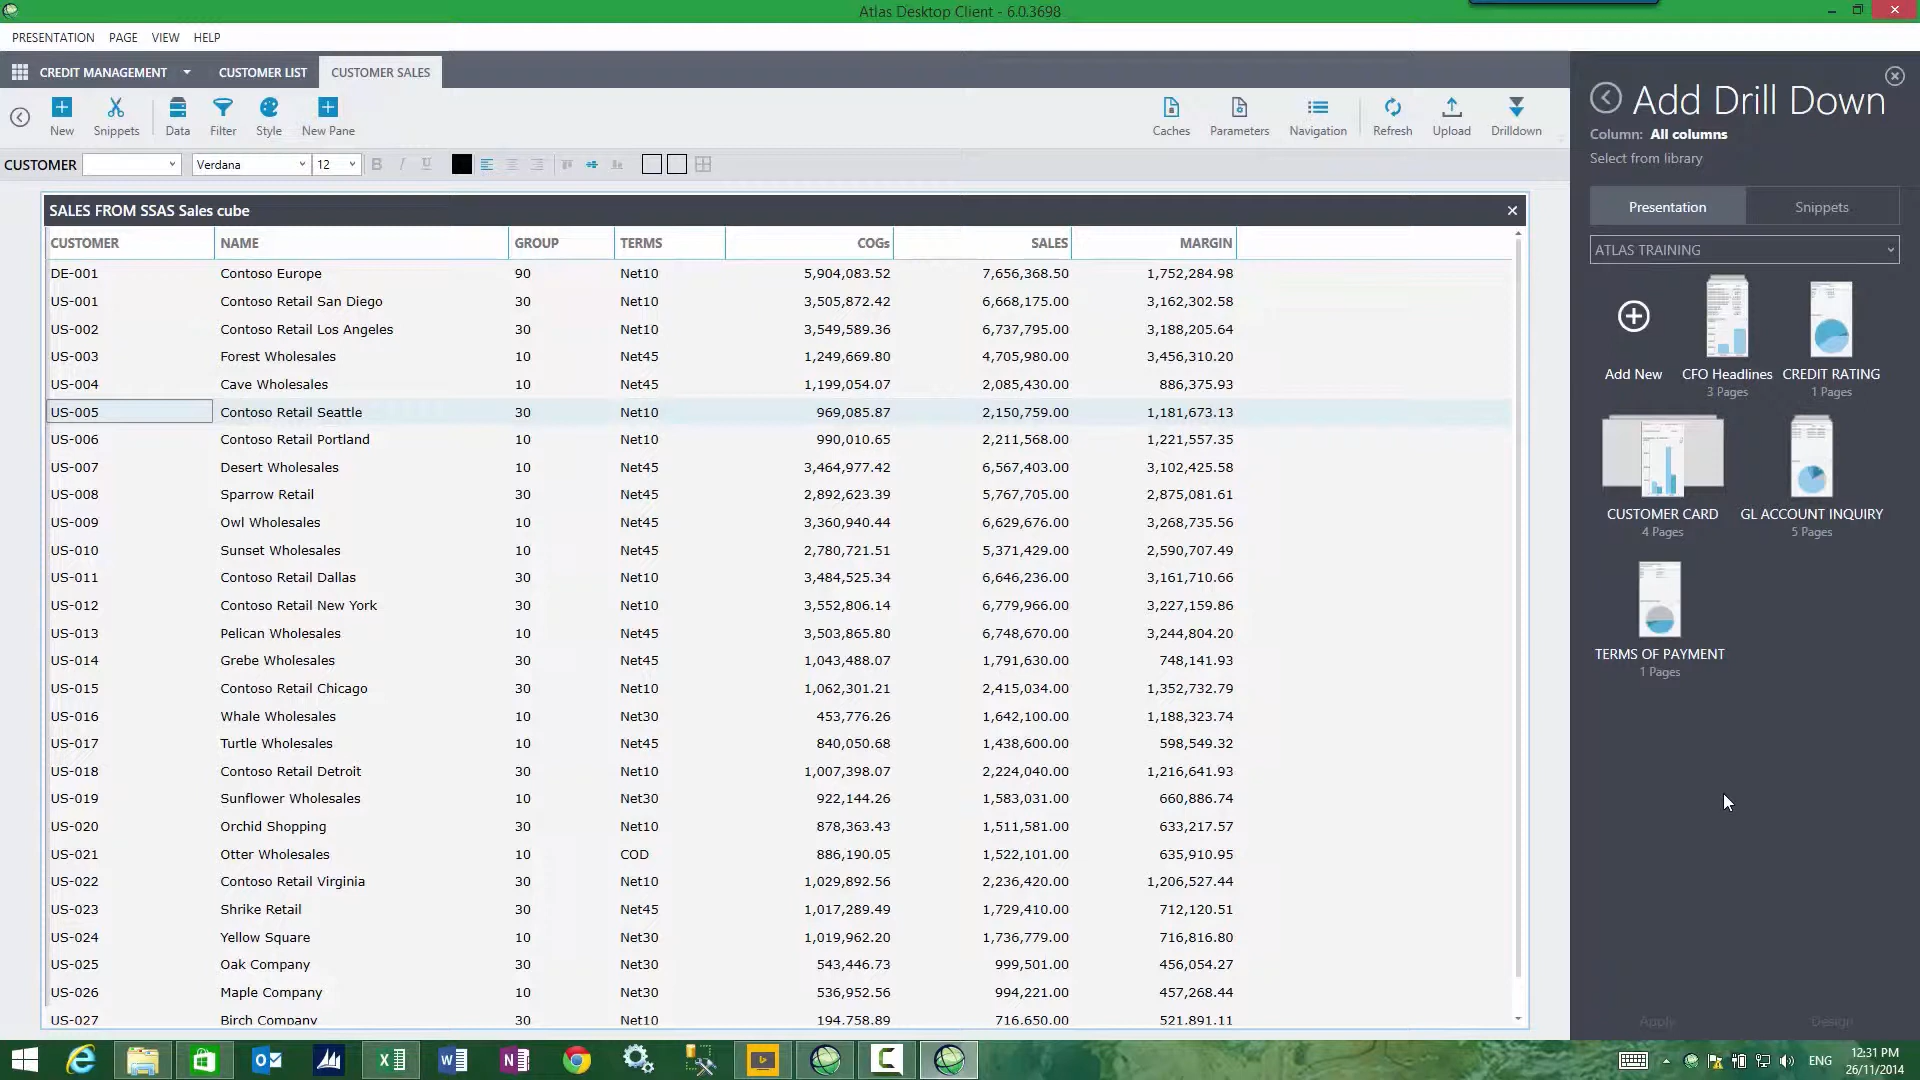 Atlas Desktop Client - 6.0.3698
PRESENTATION PAGE VIEW HELP
CREDIT MANAGEMENT CUSTOMER LIST CUSTOMER SALES
New Snippets Data Filter Style New Pane Caches Parameters Navigation Refresh Upload Drilldown
CUSTOMER Verdana 12 B I U
SALES FROM SSAS Sales cube
CUSTOMER NAME GROUP TERMS COGs SALES MARGIN
DE-001 Contoso Europe 90 Net10 5,904,083.52 7,656,368.50 1,752,284.98
US-001 Contoso Retail San Diego 30 Net10 3,505,872.42 6,668,175.00 3,162,302.58
US-002 Contoso Retail Los Angeles 30 Net10 3,549,589.36 6,737,795.00 3,188,205.64
US-003 Forest Wholesales 10 Net45 1,249,669.80 4,705,980.00 3,456,310.20
US-004 Cave Wholesales 10 Net45 1,199,054.07 2,085,430.00 886,375.93
US-005 Contoso Retail Seattle 30 Net10 969,085.87 2,150,759.00 1,181,673.13
US-006 Contoso Retail Portland 10 Net10 990,010.65 2,211,568.00 1,221,557.35
US-007 Desert Wholesales 10 Net45 3,464,977.42 6,567,403.00 3,102,425.58
US-008 Sparrow Retail 30 Net45 2,892,623.39 5,767,705.00 2,875,081.61
US-009 Owl Wholesales 10 Net45 3,360,940.44 6,629,676.00 3,268,735.56
US-010 Sunset Wholesales 10 Net45 2,780,721.51 5,371,429.00 2,590,707.49
US-011 Contoso Retail Dallas 30 Net10 3,484,525.34 6,646,236.00 3,161,710.66
US-012 Contoso Retail New York 30 Net10 3,552,806.14 6,779,966.00 3,227,159.86
US-013 Pelican Wholesales 10 Net45 3,503,865.80 6,748,670.00 3,244,804.20
US-014 Grebe Wholesales 30 Net45 1,043,488.07 1,791,630.00 748,141.93
US-015 Contoso Retail Chicago 30 Net10 1,062,301.21 2,415,034.00 1,352,732.79
US-016 Whale Wholesales 10 Net30 453,776.26 1,642,100.00 1,188,323.74
US-017 Turtle Wholesales 10 Net45 840,050.68 1,438,600.00 598,549.32
US-018 Contoso Retail Detroit 30 Net10 1,007,398.07 2,224,040.00 1,216,641.93
US-019 Sunflower Wholesales 10 Net30 922,144.26 1,583,031.00 660,886.74
US-020 Orchid Shopping 30 Net10 878,363.43 1,511,581.00 633,217.57
US-021 Otter Wholesales 10 COD 886,190.05 1,522,101.00 635,910.95
US-022 Contoso Retail Virginia 30 Net10 1,029,892.56 2,236,420.00 1,206,527.44
US-023 Shrike Retail 30 Net45 1,017,289.49 1,729,410.00 712,120.51
US-024 Yellow Square 10 Net30 1,019,962.20 1,736,779.00 716,816.80
US-025 Oak Company 30 Net30 543,446.73 999,501.00 456,054.27
US-026 Maple Company 10 Net30 536,952.56 994,221.00 457,268.44
US-027 Birch Company 30 Net10 194,758.89 716,650.00 521,891.11
Add Drill Down
Column: All columns
Select from library
Presentation Snippets
ATLAS TRAINING
Add New CFO Headlines CREDIT RATING
3 Pages 1 Pages
CUSTOMER CARD GL ACCOUNT INQUIRY
4 Pages 5 Pages
TERMS OF PAYMENT
1 Pages
Apply Design
ENG 12:31 PM
26/11/2014